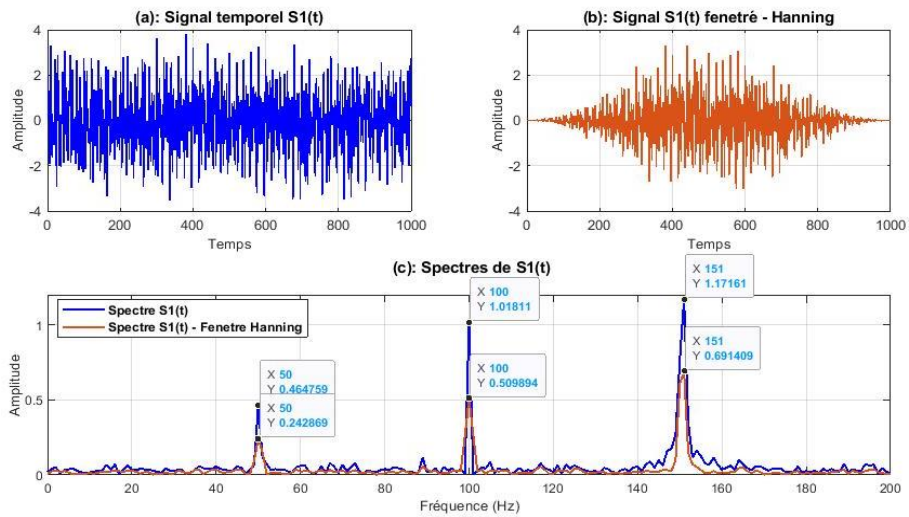 (a): Signal temporel S1(t)
Amplitude
4
2
0
-2
-4
0 200 400 600 800 1000
Temps
(b): Signal S1(t) fenetré - Hanning
Amplitude
4
2
0
-2
-4
0 200 400 600 800 1000
Temps
(c): Spectres de S1(t)
Spectre S1(t)
Spectre S1(t) - Fenetre Hanning
Amplitude
1
0.5
0
X 50
Y 0.464759
X 50
Y 0.242869
X 100
Y 1.01811
X 100
Y 0.509894
X 151
Y 1.17161
X 151
Y 0.691409
0 20 40 60 80 100 120 140 160 180 200
Fréquence (Hz)